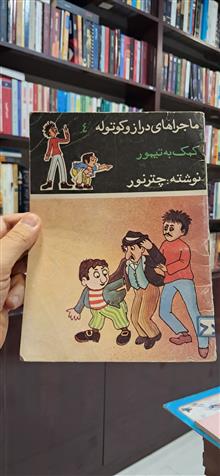 ماجراهای دراز و کوتوله ۴
کمک به تیمور
نوشته: چترنور